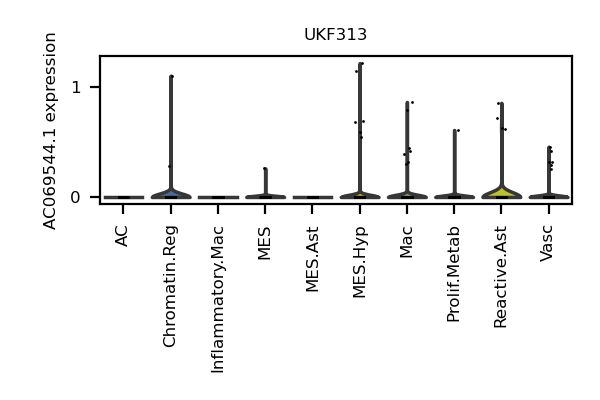 UKF313
AC069544.1 expression
1
0
AC
Chromatin.Reg
Inflammatory.Mac
MES
MES.Ast
MES.Hyp
Mac
Prolif.Metab
Reactive.Ast
Vasc